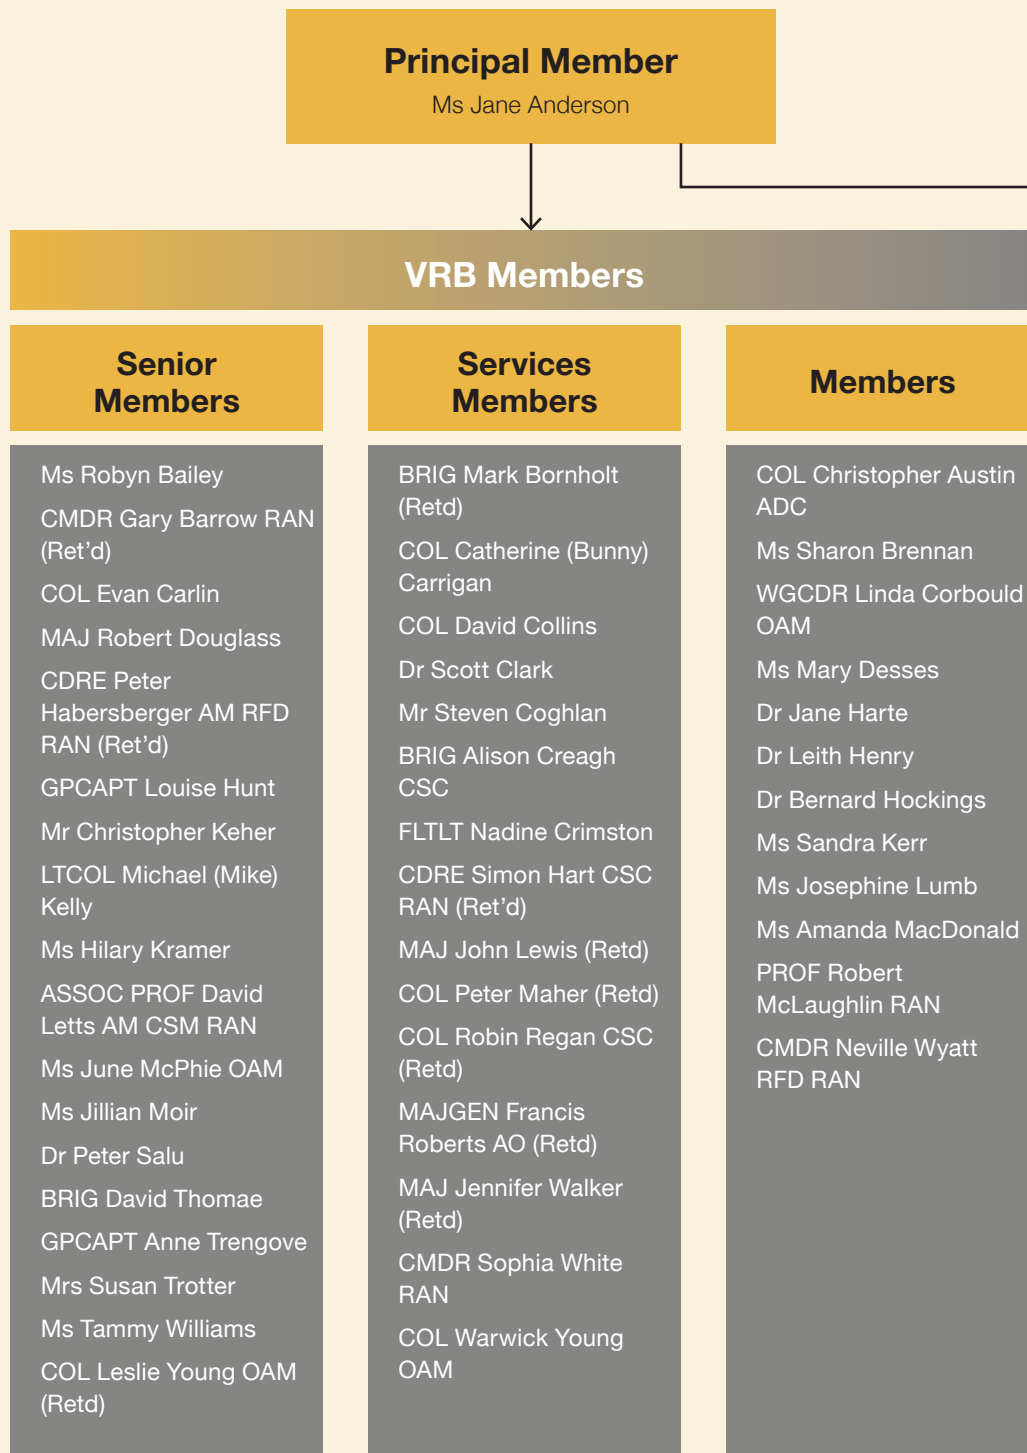 Principal Member
Ms Jane Anderson
VRB Members
Senior
Members
Ms Robyn Bailey
CMDR Gary Barrow RAN
(Ret’d)
COL Evan Carlin
MAJ Robert Douglass
CDRE Peter
Habersberger AM RFD
RAN (Ret’d)
GPCAPT Louise Hunt
Mr Christopher Keher
LTCOL Michael (Mike)
Kelly
Ms Hilary Kramer
ASSOC PROF David
Letts AM CSM RAN
Ms June McPhie OAM
Ms Jillian Moir
Dr Peter Salu
BRIG David Thomae
GPCAPT Anne Trengove
Mrs Susan Trotter
Ms Tammy Williams
COL Leslie Young OAM
(Retd)
Services
Members
BRIG Mark Bornholt
(Retd)
COL Catherine (Bunny)
Carrigan
COL David Collins
Dr Scott Clark
Mr Steven Coghlan
BRIG Alison Creagh
CSC
FLTLT Nadine Crimston
CDRE Simon Hart CSC
RAN (Ret’d)
MAJ John Lewis (Retd)
COL Peter Maher (Retd)
COL Robin Regan CSC
(Retd)
MAJGEN Francis
Roberts AO (Retd)
MAJ Jennifer Walker
(Retd)
CMDR Sophia White
RAN
COL Warwick Young
OAM
Members
COL Christopher Austin
ADC
Ms Sharon Brennan
WGCDR Linda Corbould
OAM
Ms Mary Desses
Dr Jane Harte
Dr Leith Henry
Dr Bernard Hockings
Ms Sandra Kerr
Ms Josephine Lumb
Ms Amanda MacDonald
PROF Robert
McLaughlin RAN
CMDR Neville Wyatt
RFD RAN